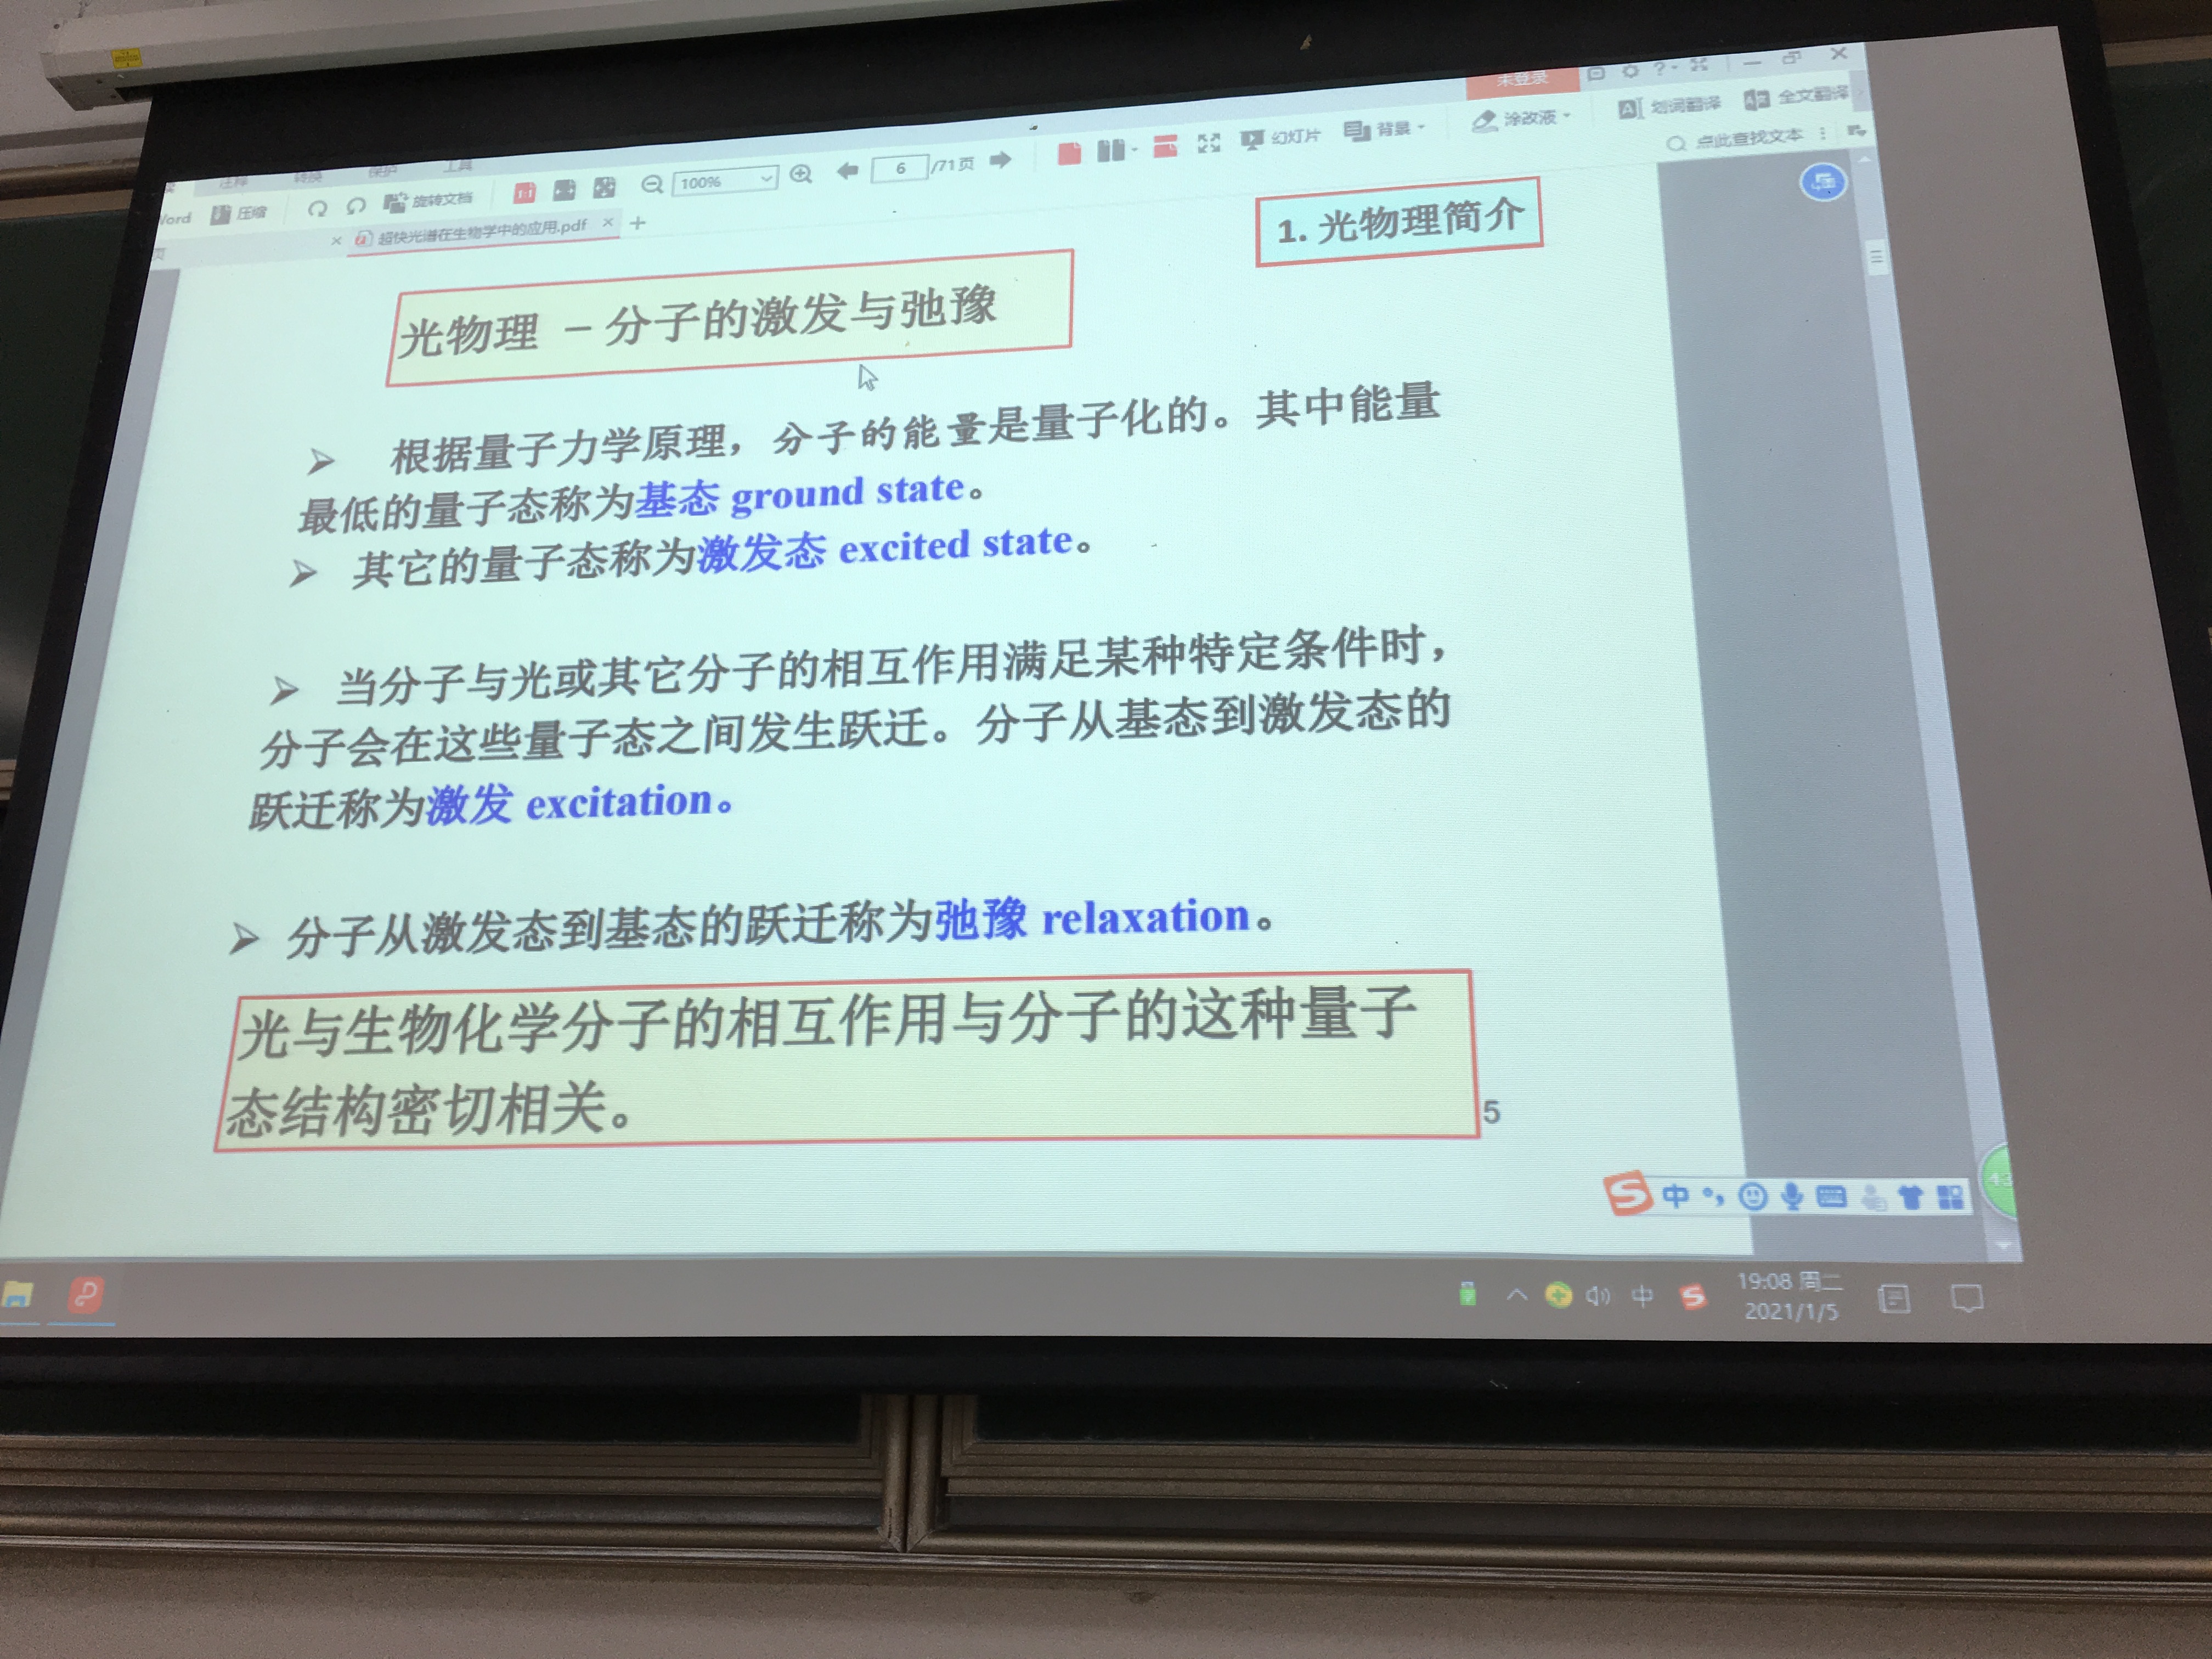 未登录
注释 转换 保护 工具
Word 压缩 旋转文档 1:1 100% 6 /71页 幻灯片 背景 涂改液 划词翻译 全文翻译
点此查找文本
页 超快光谱在生物学中的应用.pdf
1. 光物理简介
光物理 – 分子的激发与弛豫
➢ 根据量子力学原理，分子的能量是量子化的。其中能量
最低的量子态称为基态 ground state。
➢ 其它的量子态称为激发态 excited state。
➢ 当分子与光或其它分子的相互作用满足某种特定条件时，
分子会在这些量子态之间发生跃迁。分子从基态到激发态的
跃迁称为激发 excitation。
➢ 分子从激发态到基态的跃迁称为弛豫 relaxation。
光与生物化学分子的相互作用与分子的这种量子
态结构密切相关。
5
中
中
19:08 周二
2021/1/5